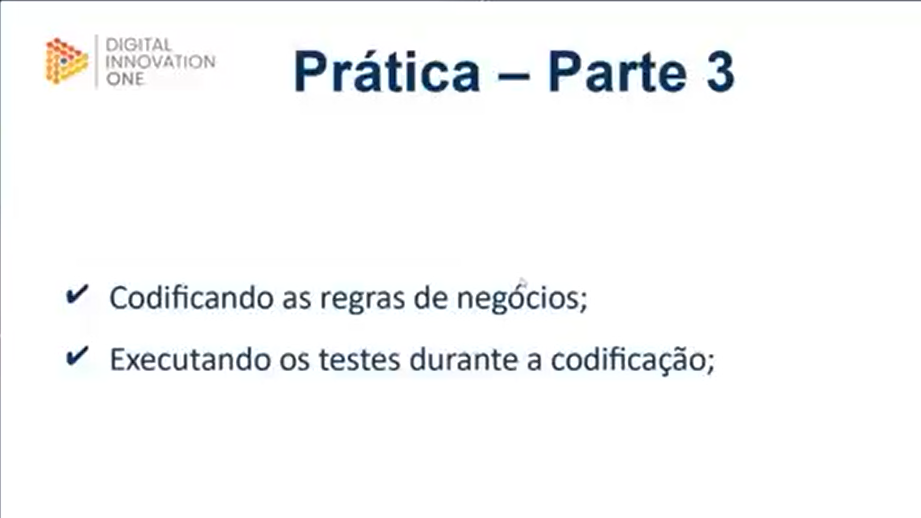 DIGITAL
INNOVATION
ONE
Prática – Parte 3
✔ Codificando as regras de negócios;
✔ Executando os testes durante a codificação;